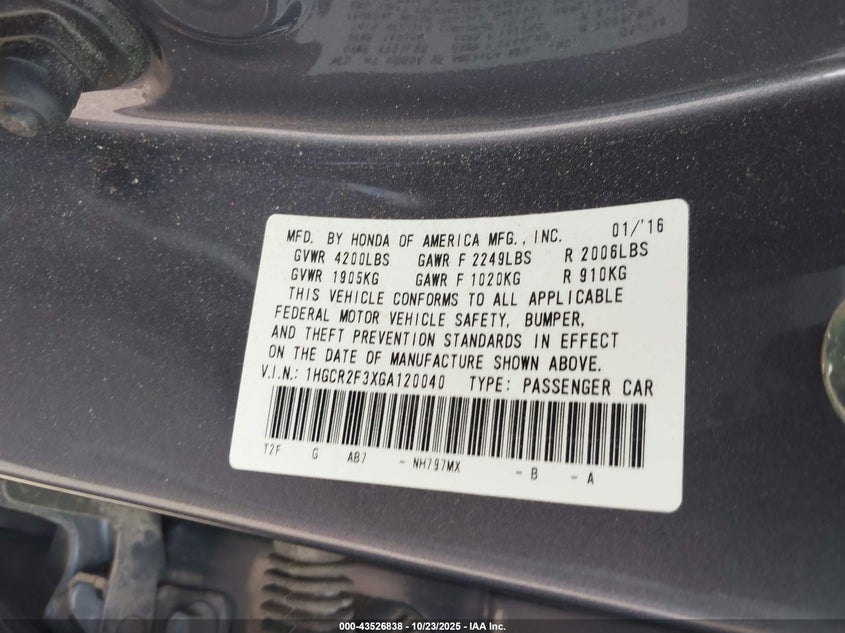 MFD. BY HONDA OF AMERICA MFG., INC. 01/'16
GVWR 4200LBS GAWR F 2249LBS R 2006LBS
GVWR 1905KG GAWR F 1020KG R 910KG
THIS VEHICLE CONFORMS TO ALL APPLICABLE
FEDERAL MOTOR VEHICLE SAFETY, BUMPER,
AND THEFT PREVENTION STANDARDS IN EFFECT
ON THE DATE OF MANUFACTURE SHOWN ABOVE.
V.I.N.: 1HGCR2F3XGA120040 TYPE: PASSENGER CAR
T2F G AB7 - NH797MX - B - A
000-43526838 - 10/23/2025 - IAA Inc.